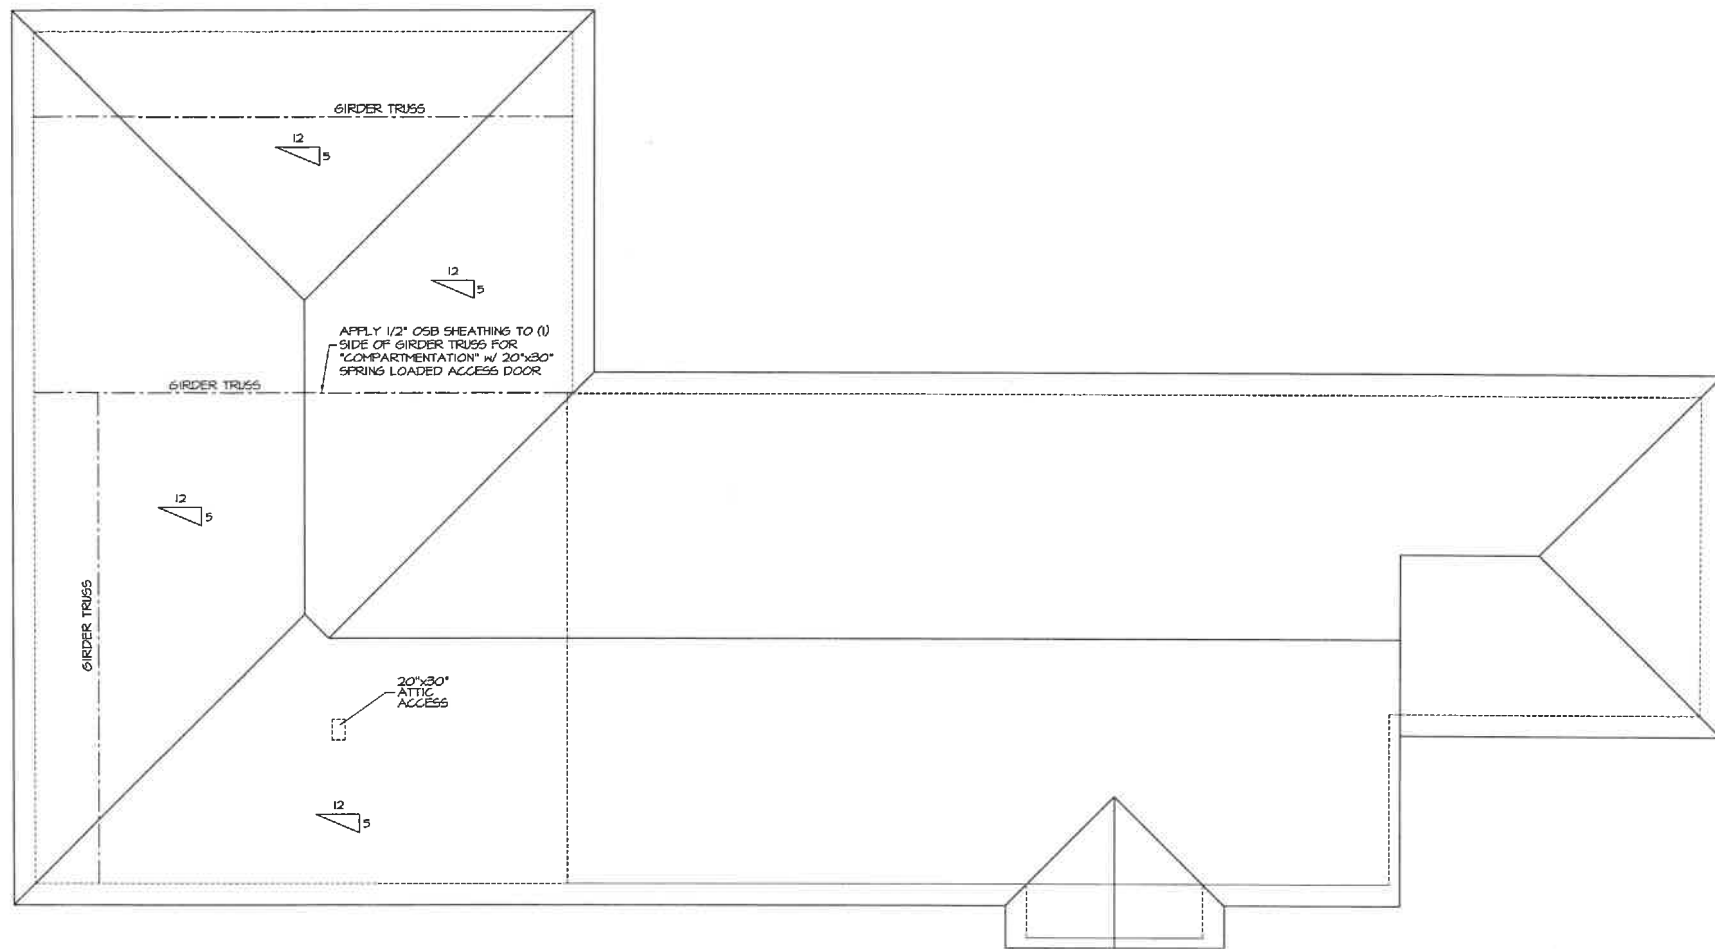 GIRDER TRUSS
12
5
12
5
APPLY 1/2" OSB SHEATHING TO (1)
SIDE OF GIRDER TRUSS FOR
"COMPARTMENTATION" W/ 20"x30"
SPRING LOADED ACCESS DOOR
GIRDER TRUSS
12
5
GIRDER TRUSS
20"x30"
ATTIC
ACCESS
12
5